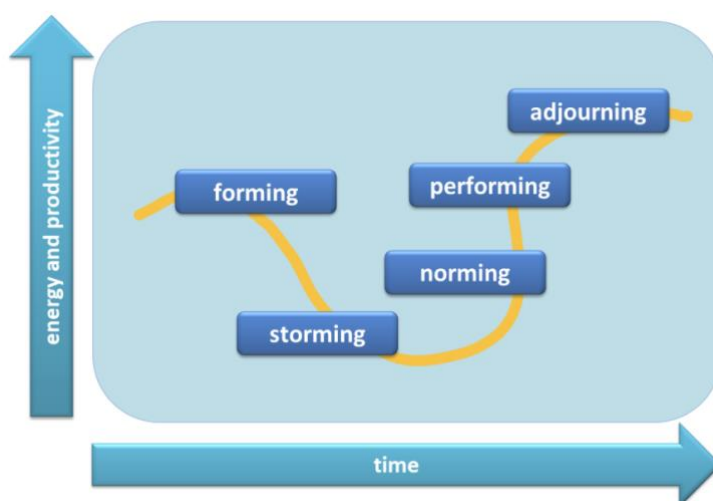 energy and productivity
adjourning
forming
performing
norming
storming
time